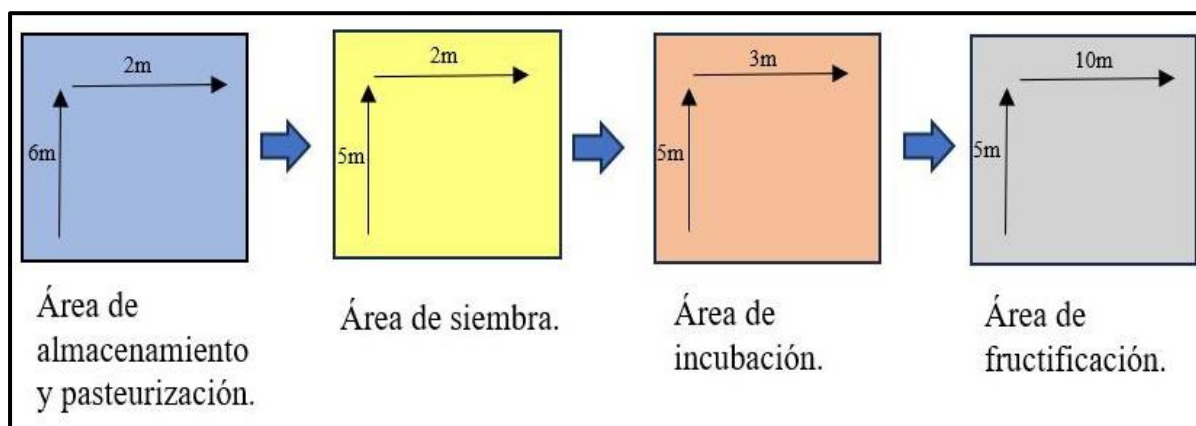 2m
6m
Área de
almacenamiento
y pasteurización.
2m
5m
Área de siembra.
3m
5m
Área de
incubación.
10m
5m
Área de
fructificación.